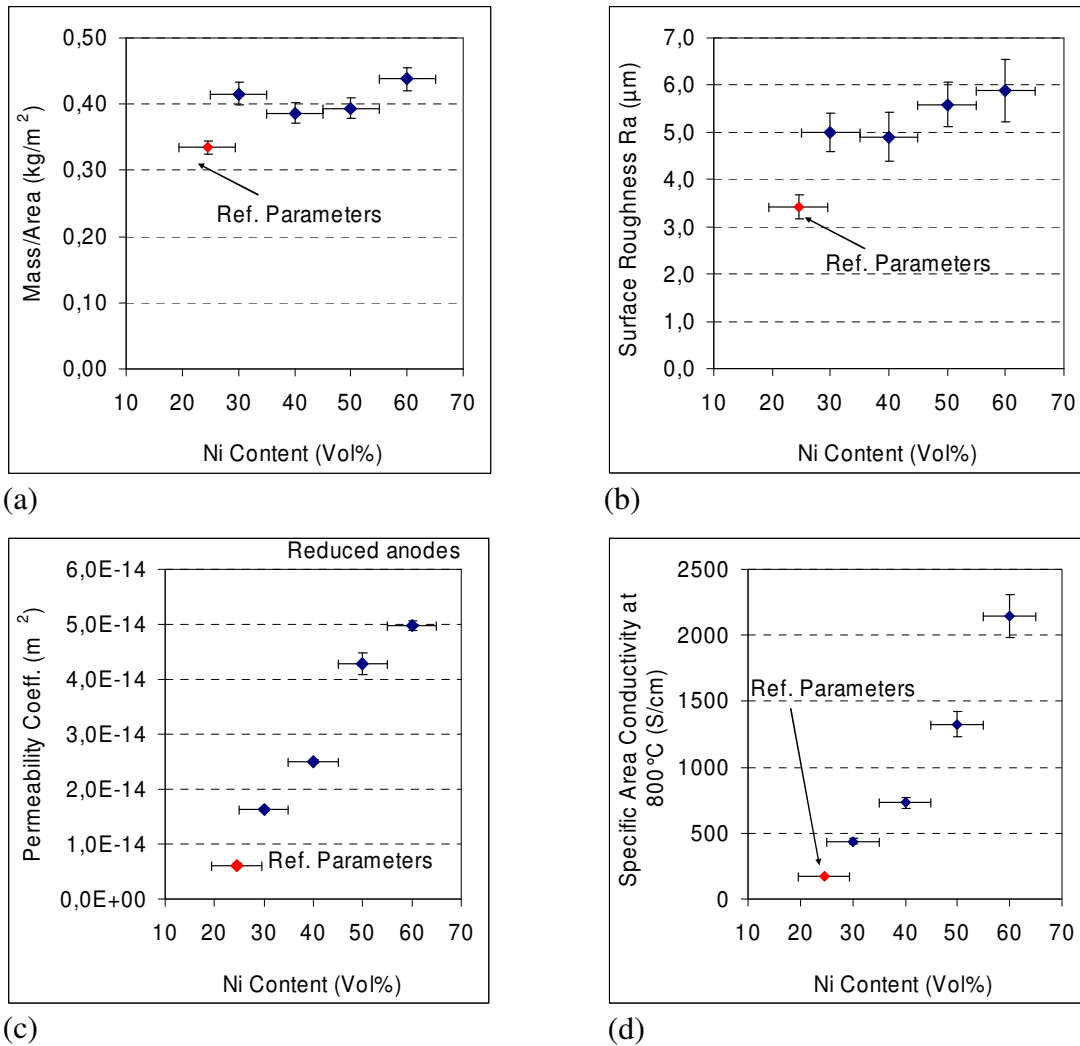 0,50
0,40
0,30
0,20
0,10
0,00
Mass/Area (kg/m 2)
Ref. Parameters
10 20 30 40 50 60 70
Ni Content (Vol%)
(a)
7,0
6,0
5,0
4,0
3,0
2,0
1,0
0,0
Surface Roughness Ra (μm)
Ref. Parameters
10 20 30 40 50 60 70
Ni Content (Vol%)
(b)
Reduced anodes
6,0E-14
5,0E-14
4,0E-14
3,0E-14
2,0E-14
1,0E-14
0,0E+00
Permeability Coeff. (m 2)
Ref. Parameters
10 20 30 40 50 60 70
Ni Content (Vol%)
(c)
2500
2000
1500
1000
500
0
Specific Area Conductivity at
800°C (S/cm)
Ref. Parameters
10 20 30 40 50 60 70
Ni Content (Vol%)
(d)